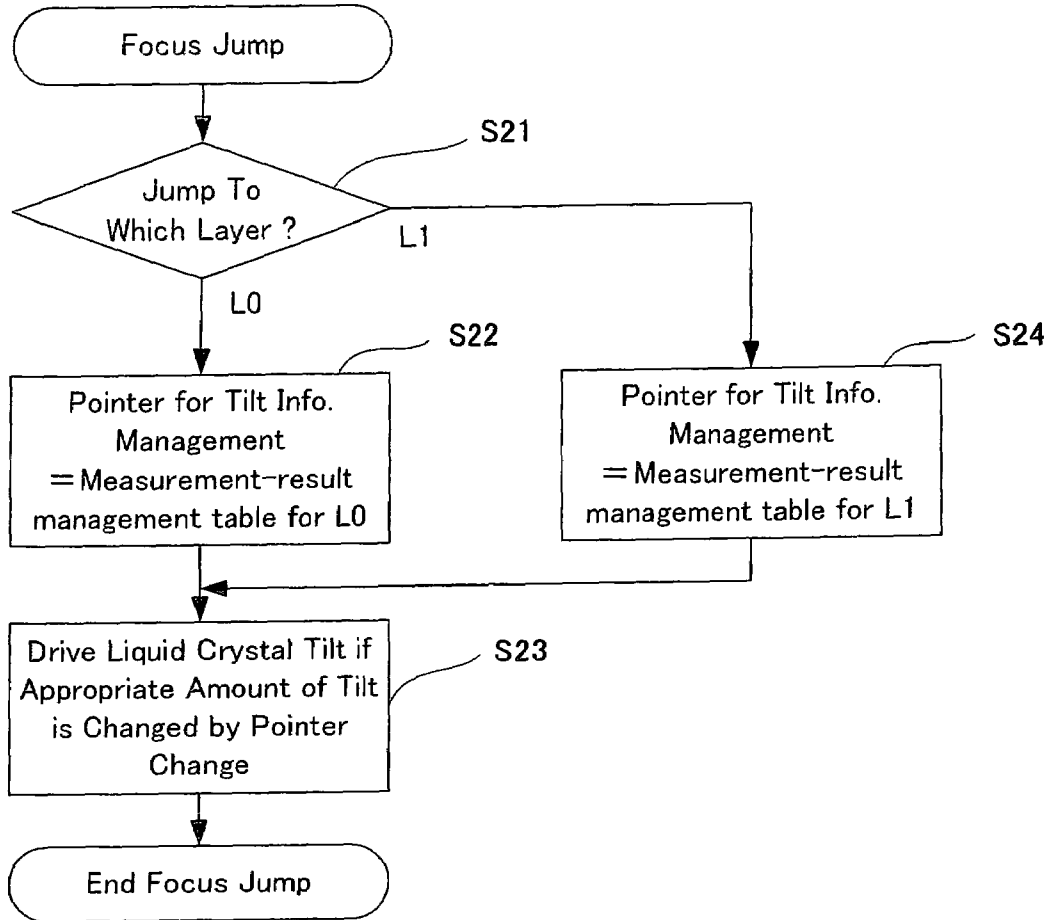 Focus Jump
S21
Jump To
Which Layer ?
L1
L0
S22
S24
Pointer for Tilt Info.
Management
=Measurement-result
management table for L0
Pointer for Tilt Info.
Management
=Measurement-result
management table for L1
S23
Drive Liquid Crystal Tilt if
Appropriate Amount of Tilt
is Changed by Pointer
Change
End Focus Jump